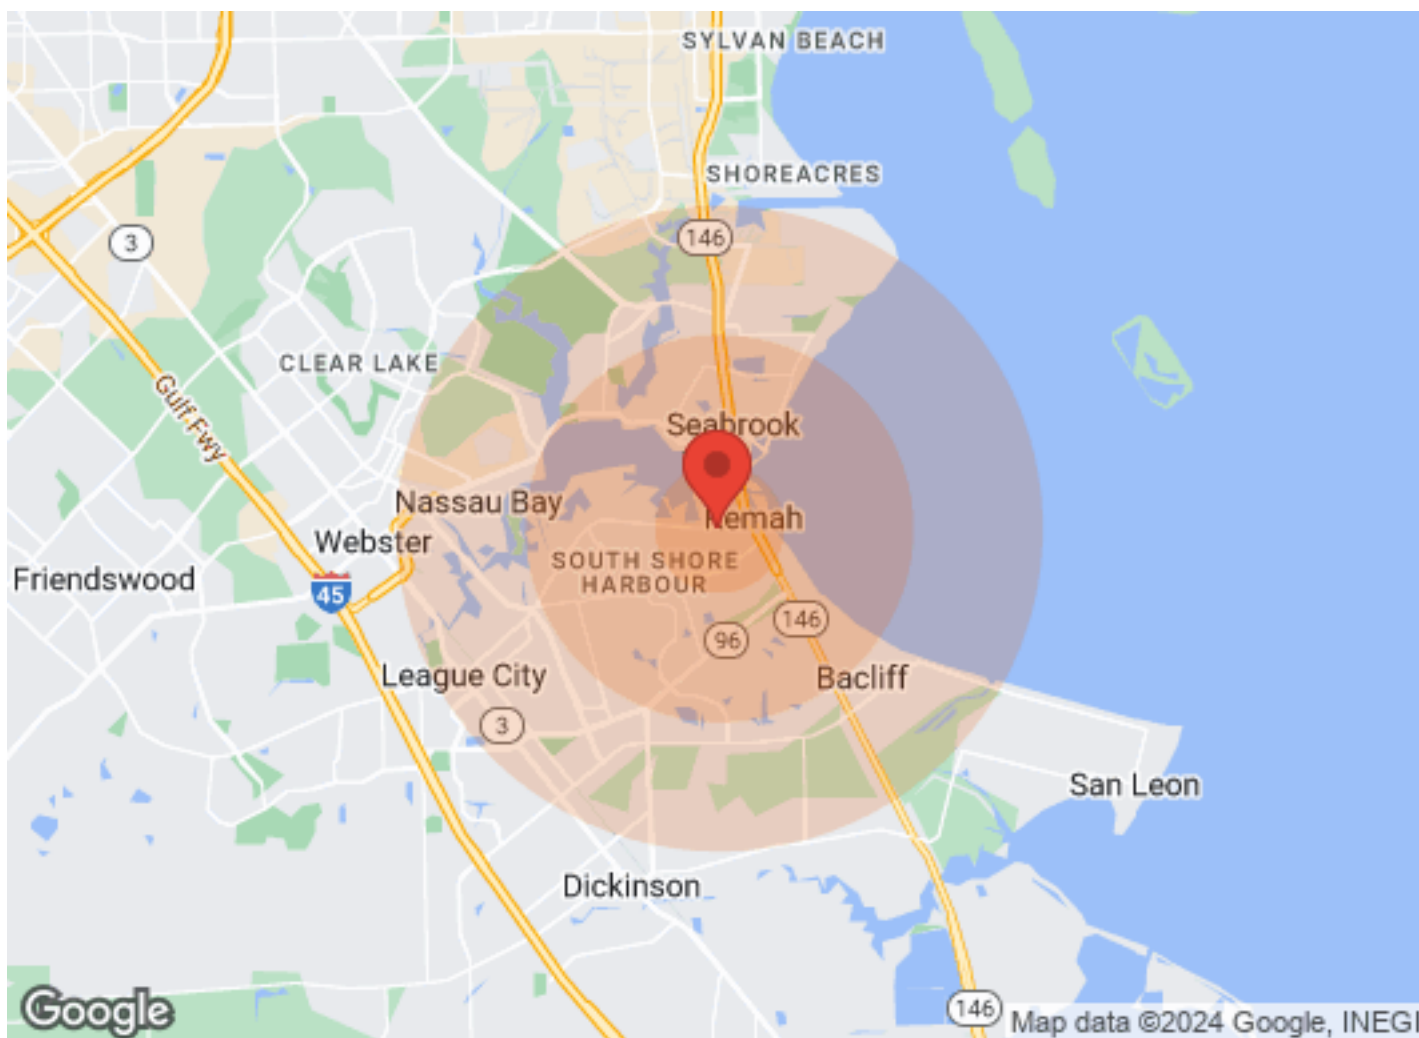 SYLVAN BEACH
SHOREACRES
146
3
CLEAR LAKE
Gulf Fwy
Seabrook
Nassau Bay
Kemah
Webster
SOUTH SHORE
HARBOUR
Friendswood
45
146
96
League City
Bacliff
3
San Leon
Dickinson
Google
146
Map data ©2024 Google, INEGI